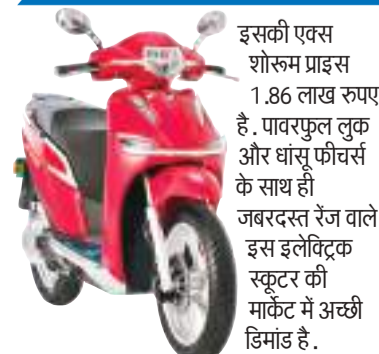 इसकी एक्स
शोरूम प्राइस
1.86 लाख रुपए
है. पावरफुल लुक
और धांसू फीचर्स
के साथ ही
जबरदस्त रेंज वाले
इस इलेक्ट्रिक
स्कूटर की
मार्केट में अच्छी
डिमांड है.